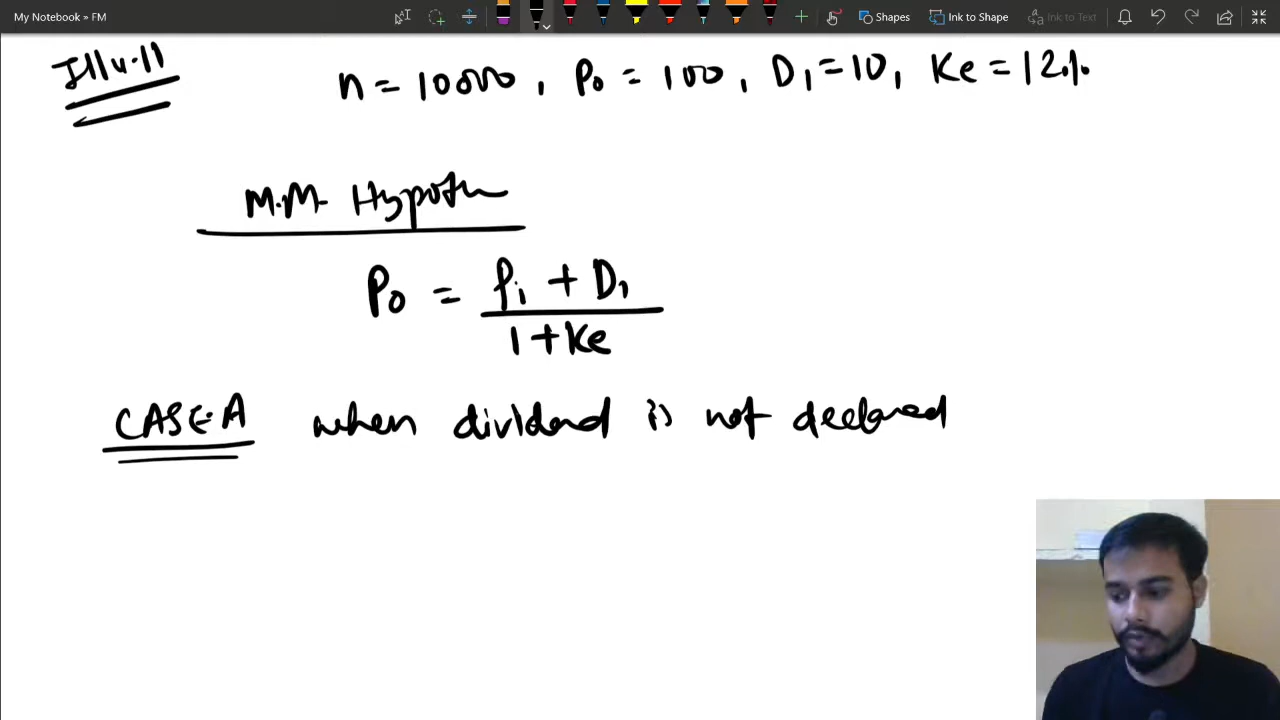 My Notebook » FM
Shapes Ink to Shape Ink to Text
Illu.11
n = 10000, P0 = 100, D1 = 10, Ke = 12%
M.M. Hypoth
P0 = P1 + D1
1 + Ke
CASE-A when dividend is not declared